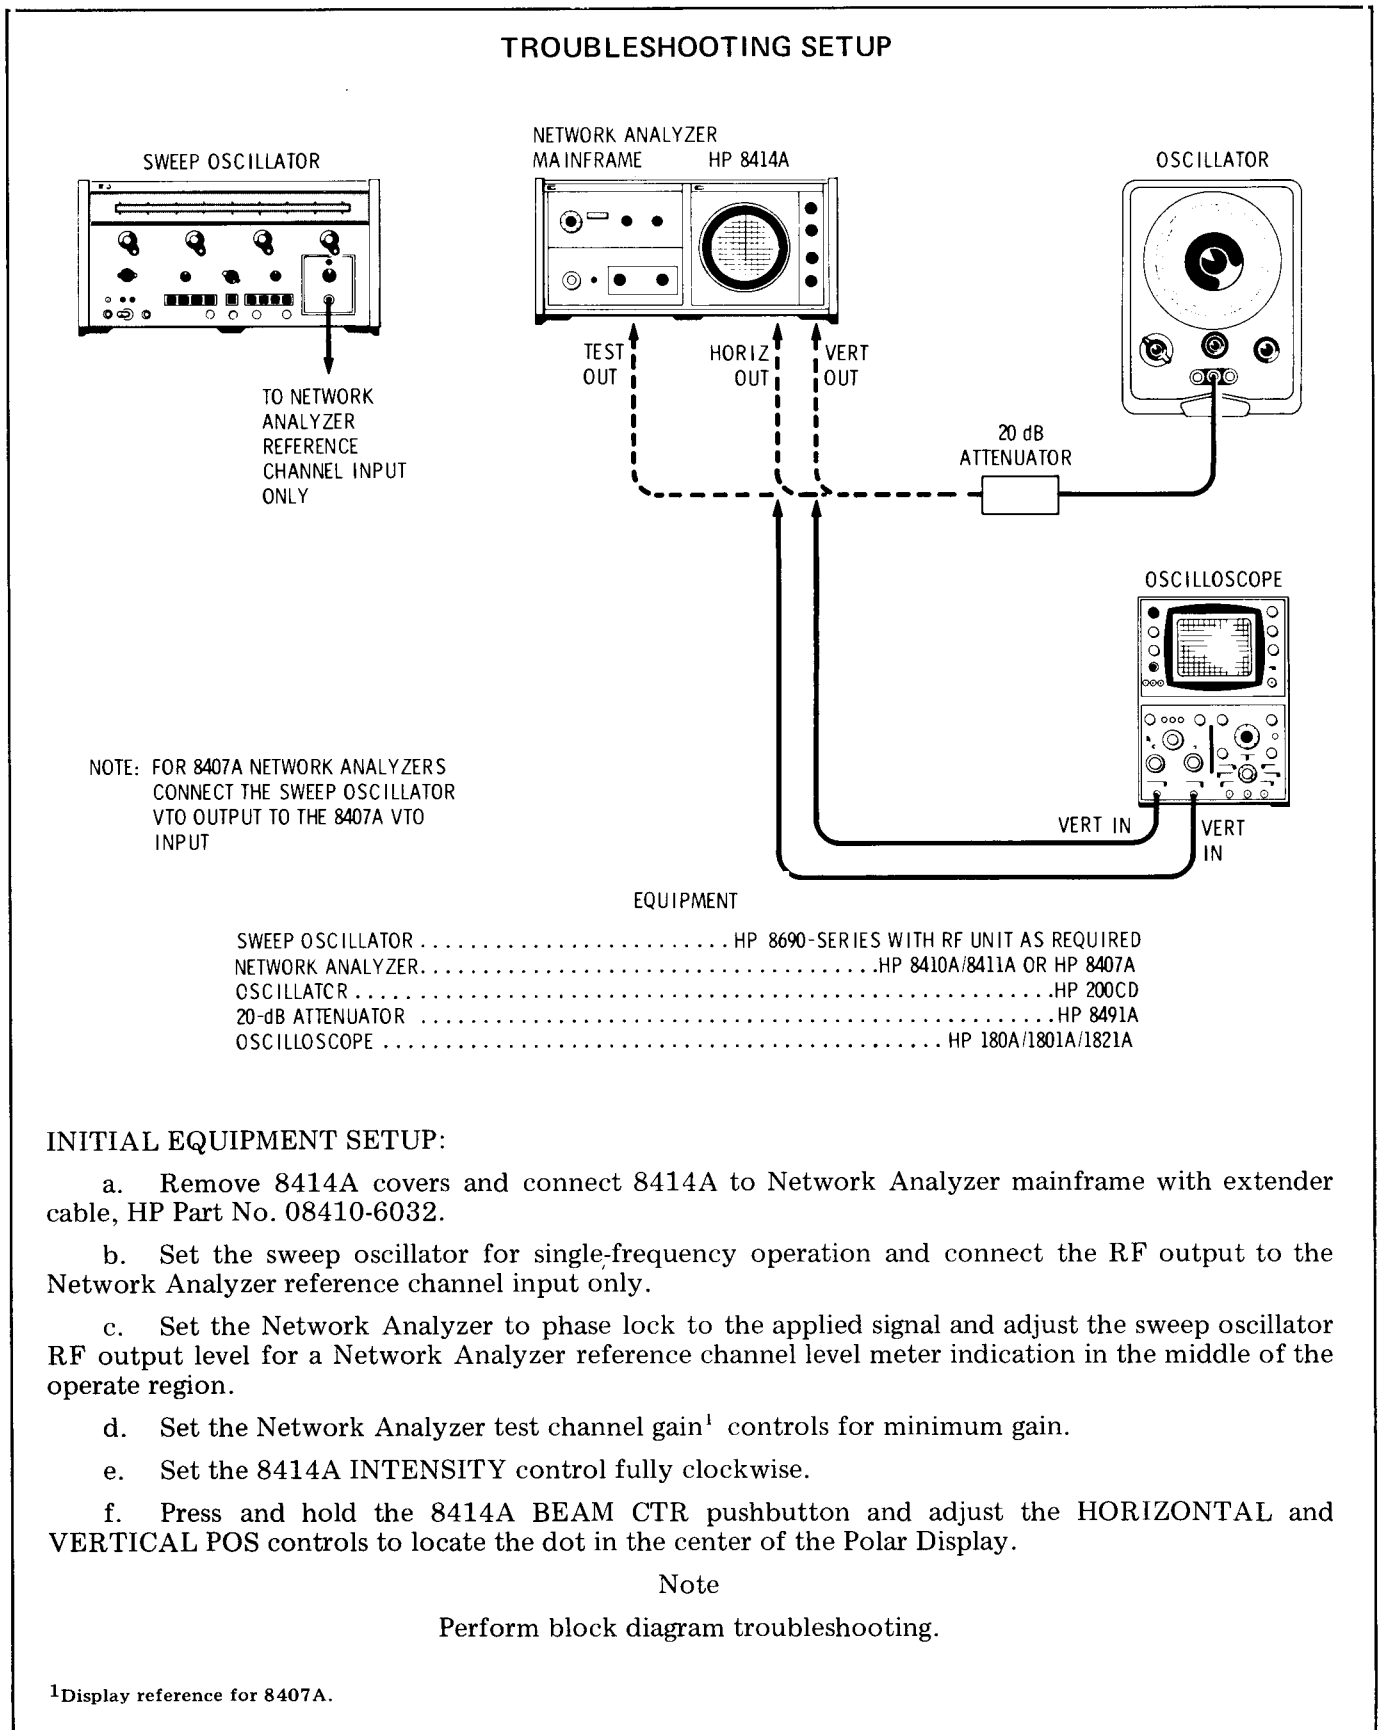 TROUBLESHOOTING SETUP
SWEEP OSCILLATOR
NETWORK ANALYZER
MAINFRAME HP 8414A
OSCILLATOR
TEST
OUT
HORIZ
OUT
VERT
OUT
TO NETWORK
ANALYZER
REFERENCE
CHANNEL INPUT
ONLY
20 dB
ATTENUATOR
OSCILLOSCOPE
NOTE: FOR 8407A NETWORK ANALYZERS
CONNECT THE SWEEP OSCILLATOR
VTO OUTPUT TO THE 8407A VTO
INPUT
VERT IN
VERT
IN
EQUIPMENT
SWEEP OSCILLATOR ........................ HP 8690-SERIES WITH RF UNIT AS REQUIRED
NETWORK ANALYZER.................................... HP 8410A/8411A OR HP 8407A
OSCILLATCR ...................................................... HP 200CD
20-dB ATTENUATOR .................................................. HP 8491A
OSCILLOSCOPE ............................................ HP 180A/1801A/1821A
INITIAL EQUIPMENT SETUP:
a. Remove 8414A covers and connect 8414A to Network Analyzer mainframe with extender
cable, HP Part No. 08410-6032.
b. Set the sweep oscillator for single-frequency operation and connect the RF output to the
Network Analyzer reference channel input only.
c. Set the Network Analyzer to phase lock to the applied signal and adjust the sweep oscillator
RF output level for a Network Analyzer reference channel level meter indication in the middle of the
operate region.
d. Set the Network Analyzer test channel gain¹ controls for minimum gain.
e. Set the 8414A INTENSITY control fully clockwise.
f. Press and hold the 8414A BEAM CTR pushbutton and adjust the HORIZONTAL and
VERTICAL POS controls to locate the dot in the center of the Polar Display.
Note
Perform block diagram troubleshooting.
¹Display reference for 8407A.